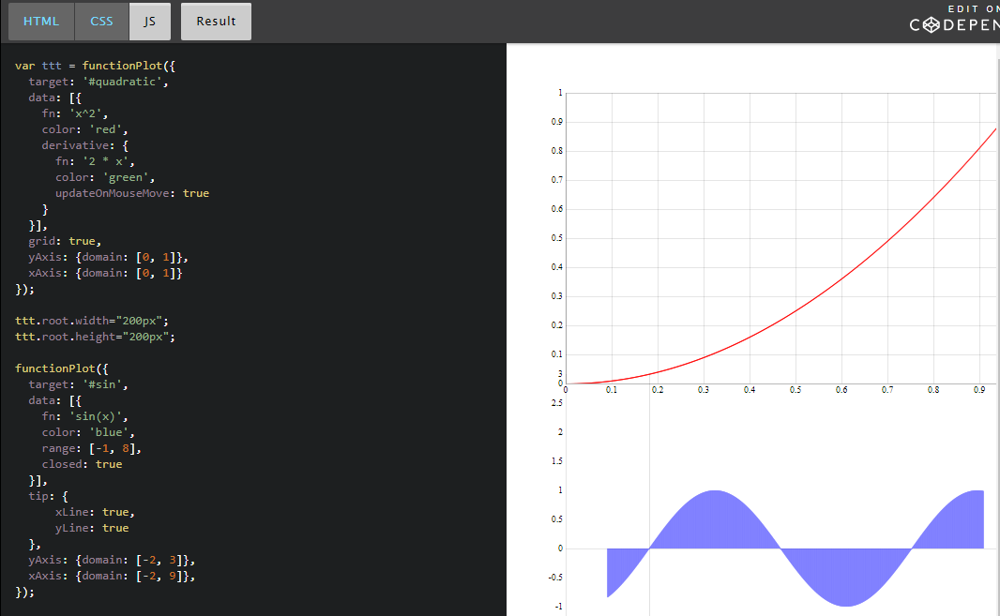 HTML CSS JS Result
EDIT ON
CODEPEN
var ttt = functionPlot({
target: '#quadratic',
data: [{
fn: 'x^2',
color: 'red',
derivative: {
fn: '2 * x',
color: 'green',
updateOnMouseMove: true
}
}],
grid: true,
yAxis: {domain: [0, 1]},
xAxis: {domain: [0, 1]}
});
ttt.root.width="200px";
ttt.root.height="200px";
functionPlot({
target: '#sin',
data: [{
fn: 'sin(x)',
color: 'blue',
range: [-1, 8],
closed: true
}],
tip: {
xLine: true,
yLine: true
},
yAxis: {domain: [-2, 3]},
xAxis: {domain: [-2, 9]},
});
1
0.9
0.8
0.7
0.6
0.5
0.4
0.3
0.2
0.1
3
0
0 0.1 0.2 0.3 0.4 0.5 0.6 0.7 0.8 0.9
2.5
2
1.5
1
0.5
0
-0.5
-1